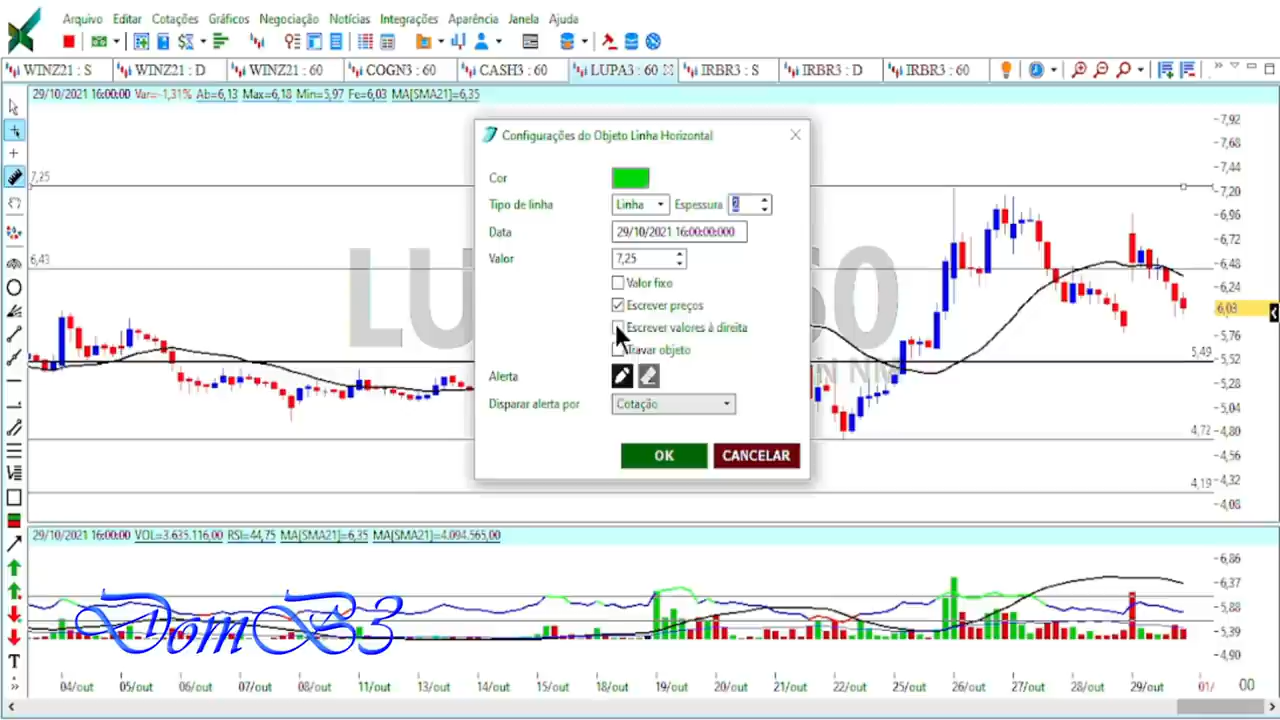 Arquivo Editar Cotações Gráficos Negociação Notícias Integrações Aparência Janela Ajuda
WINZ21 : S WINZ21 : D WINZ21 : 60 COGN3 : 60 CASH3 : 60 LUPA3 : 60 IRBR3 : S IRBR3 : D IRBR3 : 60
29/10/2021 16:00:00 Var=-1,31% Ab=6,13 Max=6,18 Min=5,97 Fe=6,03 MA[SMA21]=6,35
Configurações do Objeto Linha Horizontal
Cor
Tipo de linha Linha Espessura 2
Data 29/10/2021 16:00:00:000
Valor 7,25
Valor fixo
Escrever preços
Escrever valores à direita
Travar objeto
Alerta
Disparar alerta por Cotação
OK CANCELAR
7,25
6,43
5,49
4,72
4,19
7,92
7,68
7,44
7,20
6,96
6,72
6,48
6,24
6,03
5,76
5,52
5,28
5,04
4,80
4,56
4,32
4,08
29/10/2021 16:00:00 VOL=3.635.116,00 RSI=44,75 MA[SMA21]=6,35 MA[SMA21]=4.094.565,00
6,86
6,37
5,88
5,39
4,90
DomB3
04/out 05/out 06/out 07/out 08/out 11/out 13/out 14/out 15/out 18/out 19/out 20/out 21/out 22/out 25/out 26/out 27/out 28/out 29/out 01/ 00